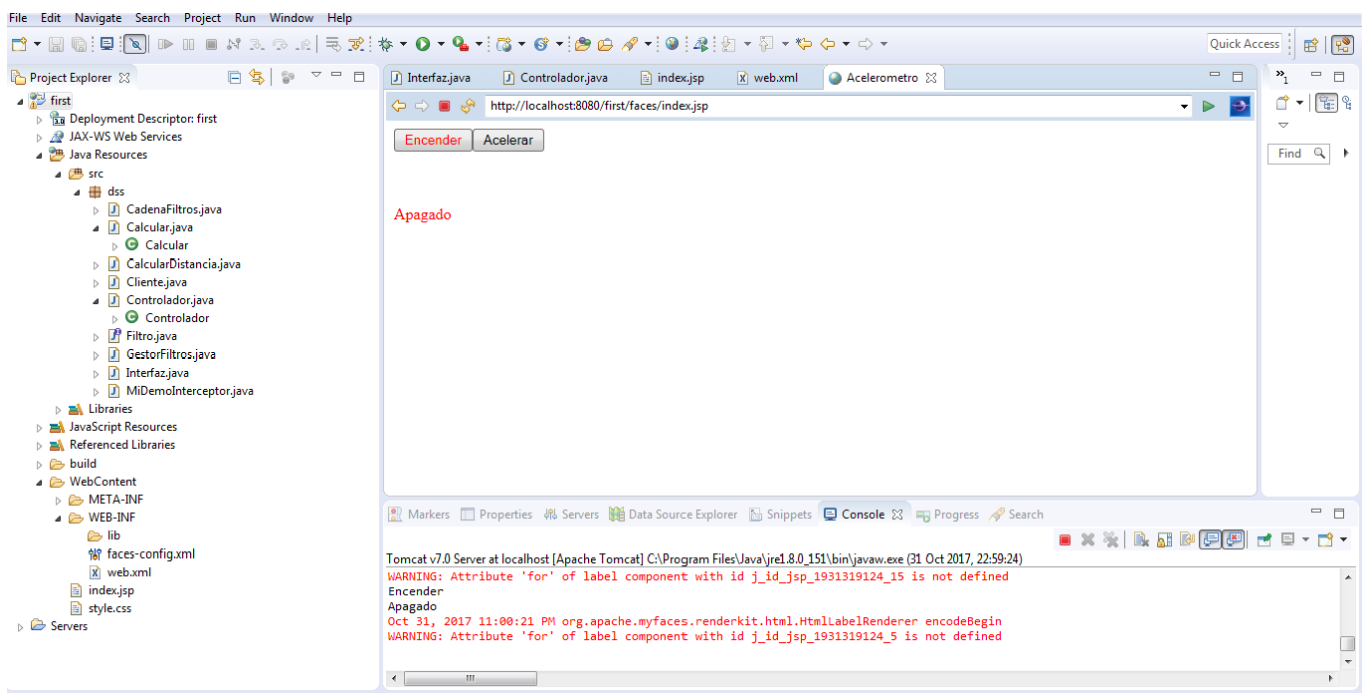 File Edit Navigate Search Project Run Window Help
Quick Access
Project Explorer
first
Deployment Descriptor: first
JAX-WS Web Services
Java Resources
src
dss
CadenaFiltros.java
Calcular.java
Calcular
CalcularDistancia.java
Cliente.java
Controlador.java
Controlador
Filtro.java
GestorFiltros.java
Interfaz.java
MiDemoInterceptor.java
Libraries
JavaScript Resources
Referenced Libraries
build
WebContent
META-INF
WEB-INF
lib
faces-config.xml
web.xml
index.jsp
style.css
Servers
Interfaz.java Controlador.java index.jsp web.xml Acelerometro
http://localhost:8080/first/faces/index.jsp
Encender Acelerar
Apagado
»1
Find
Markers Properties Servers Data Source Explorer Snippets Console Progress Search
Tomcat v7.0 Server at localhost [Apache Tomcat] C:\Program Files\Java\jre1.8.0_151\bin\javaw.exe (31 Oct 2017, 22:59:24)
WARNING: Attribute 'for' of label component with id j_id_jsp_1931319124_15 is not defined
Encender
Apagado
Oct 31, 2017 11:00:21 PM org.apache.myfaces.renderkit.html.HtmlLabelRenderer encodeBegin
WARNING: Attribute 'for' of label component with id j_id_jsp_1931319124_5 is not defined